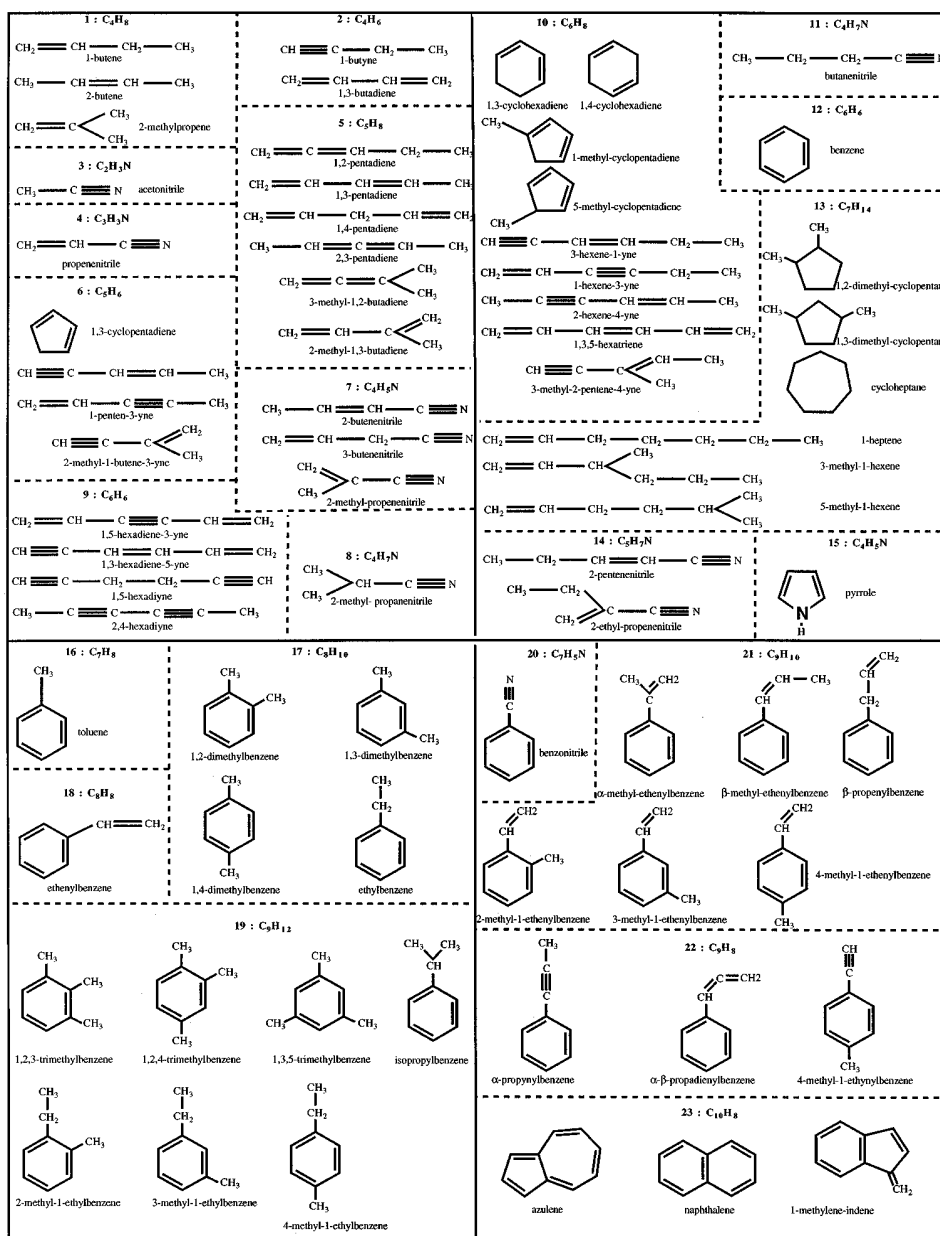 1 : C₄H₈
CH₂ CH CH₂ CH₃
1-butene
CH₃ CH CH CH₃
2-butene
CH₂ CH₃ CH₃ 2-methylpropene
2 : C₄H₆
CH C CH₂ CH₃
1-butyne
CH₂ CH CH CH₂
1,3-butadiene
3 : C₂H₃N
CH₃ C N acetonitrile
4 : C₃H₃N
CH₂ CH C N
propenenitrile
5 : C₅H₈
CH₂ C CH CH₂ CH₃
1,2-pentadiene
CH₂ CH CH CH CH₃
1,3-pentadiene
CH₂ CH CH₂ CH CH₂
1,4-pentadiene
CH₃ CH C CH CH₃
2,3-pentadiene
CH₂ C C CH₃ CH₃
3-methyl-1,2-butadiene
CH₂ CH C CH₂ CH₃
2-methyl-1,3-butadiene
6 : C₅H₆
1,3-cyclopentadiene
CH C CH CH CH₃
CH₂ CH C C CH₃
1-penten-3-yne
CH C C CH₂ CH₃
2-methyl-1-butene-3-yne
7 : C₄H₅N
CH₃ CH CH C N
2-butenenitrile
CH₂ CH CH₂ C N
3-butenenitrile
CH₂ CH₃ C C N
2-methyl-propenenitrile
9 : C₆H₆
CH₂ CH C C CH CH₂
1,5-hexadiene-3-yne
CH C CH CH CH CH₂
1,3-hexadiene-5-yne
CH C CH₂ CH₂ C CH
1,5-hexadiyne
CH₃ C C C C CH₃
2,4-hexadiyne
8 : C₄H₇N
CH₃ CH₃ CH C N
2-methyl- propanenitrile
10 : C₆H₈
1,3-cyclohexadiene 1,4-cyclohexadiene
CH₃
1-methyl-cyclopentadiene
CH₃
5-methyl-cyclopentadiene
CH C CH CH CH₂ CH₃
3-hexene-1-yne
CH₂ CH C C CH₂ CH₃
1-hexene-3-yne
CH₃ C C CH CH CH₃
2-hexene-4-yne
CH₂ CH CH CH CH CH₂
1,3,5-hexatriene
CH C C CH CH₃ CH₃
3-methyl-2-pentene-4-yne
11 : C₄H₇N
CH₃ CH₂ CH₂ C
butanenitrile
12 : C₆H₆
benzene
13 : C₇H₁₄
CH₃
CH₃
1,2-dimethyl-cyclopentan
CH₃ CH₃
1,3-dimethyl-cyclopentan
cycloheptane
CH₂ CH CH₂ CH₂ CH₂ CH₂ CH₃ 1-heptene
CH₂ CH CH CH₃ CH₂ CH₂ CH₃ 3-methyl-1-hexene
CH₂ CH CH₂ CH₂ CH CH₃ CH₃ 5-methyl-1-hexene
14 : C₅H₇N
CH₃ CH₂ CH CH C N
2-pentenenitrile
CH₃ CH₂ CH₂ C C N
2-ethyl-propenenitrile
15 : C₄H₅N
N
H
pyrrole
16 : C₇H₈
CH₃
toluene
17 : C₈H₁₀
CH₃ CH₃
1,2-dimethylbenzene
CH₃ CH₃
1,3-dimethylbenzene
CH₃ CH₃
1,4-dimethylbenzene
CH₃ CH₂
ethylbenzene
18 : C₈H₈
CH CH₂
ethenylbenzene
19 : C₉H₁₂
CH₃ CH₃ CH₃
1,2,3-trimethylbenzene
CH₃ CH₃ CH₃
1,2,4-trimethylbenzene
CH₃ CH₃ CH₃
1,3,5-trimethylbenzene
CH₃ CH₃ CH
isopropylbenzene
CH₃ CH₂ CH₃
2-methyl-1-ethylbenzene
CH₃ CH₂ CH₃
3-methyl-1-ethylbenzene
CH₃ CH₂ CH₃
4-methyl-1-ethylbenzene
20 : C₇H₅N
N
C
benzonitrile
21 : C₉H₁₀
CH₃ CH2 C
α-methyl-ethenylbenzene
CH CH CH₃
β-methyl-ethenylbenzene
CH₂ CH CH₂
β-propenylbenzene
CH2 CH CH₃
2-methyl-1-ethenylbenzene
CH2 CH CH₃
3-methyl-1-ethenylbenzene
CH2 CH CH₃
4-methyl-1-ethenylbenzene
22 : C₉H₈
CH₃ C C
α-propynylbenzene
CH C CH2
α-β-propadienylbenzene
CH C CH₃
4-methyl-1-ethynylbenzene
23 : C₁₀H₈
azulene
naphthalene
CH₂
1-methylene-indene